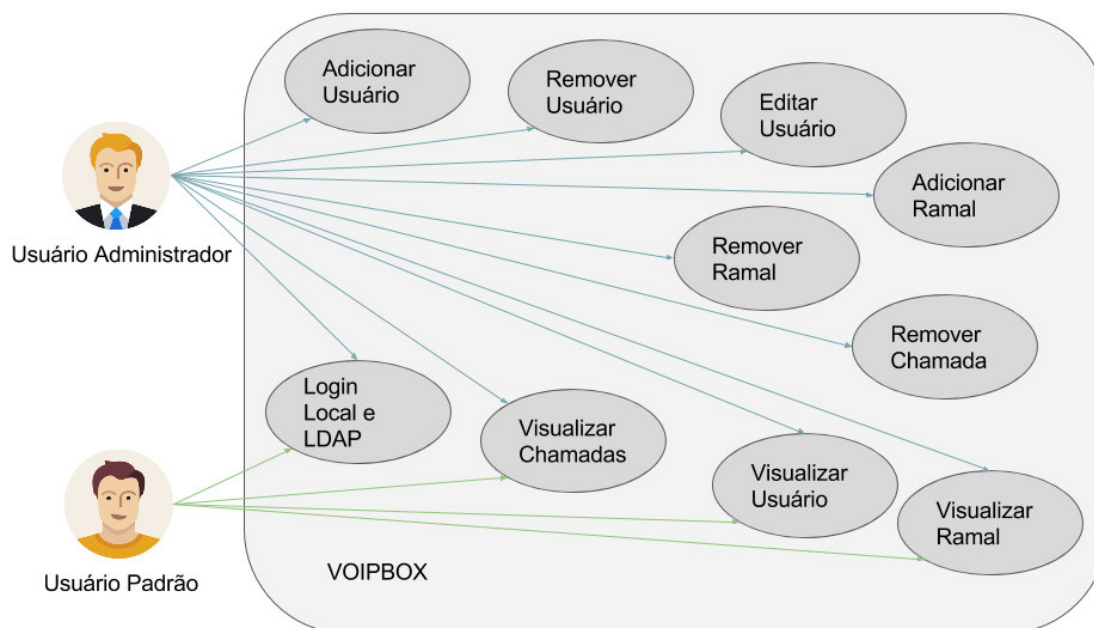 Adicionar
Usuário
Remover
Usuário
Editar
Usuário
Adicionar
Ramal
Usuário Administrador
Remover
Ramal
Remover
Chamada
Login
Local e
LDAP
Visualizar
Chamadas
Visualizar
Usuário
Visualizar
Ramal
Usuário Padrão
VOIPBOX